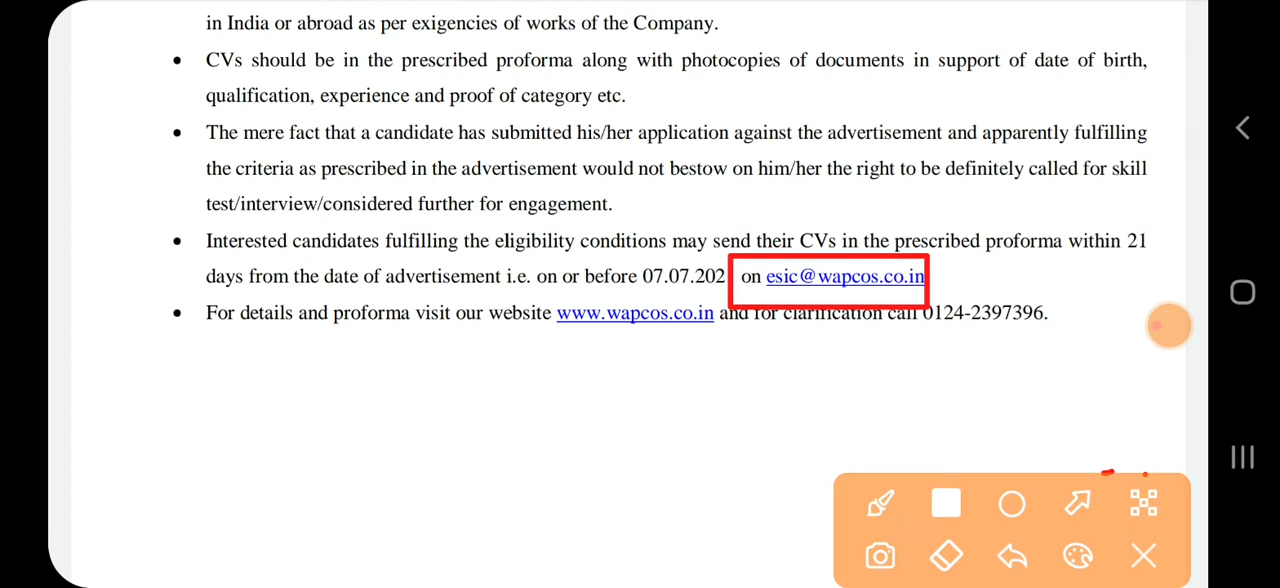 in India or abroad as per exigencies of works of the Company.
• CVs should be in the prescribed proforma along with photocopies of documents in support of date of birth,
qualification, experience and proof of category etc.
• The mere fact that a candidate has submitted his/her application against the advertisement and apparently fulfilling
the criteria as prescribed in the advertisement would not bestow on him/her the right to be definitely called for skill
test/interview/considered further for engagement.
• Interested candidates fulfilling the eligibility conditions may send their CVs in the prescribed proforma within 21
days from the date of advertisement i.e. on or before 07.07.202 on esic@wapcos.co.in
• For details and proforma visit our website www.wapcos.co.in and for clarification call 0124-2397396.